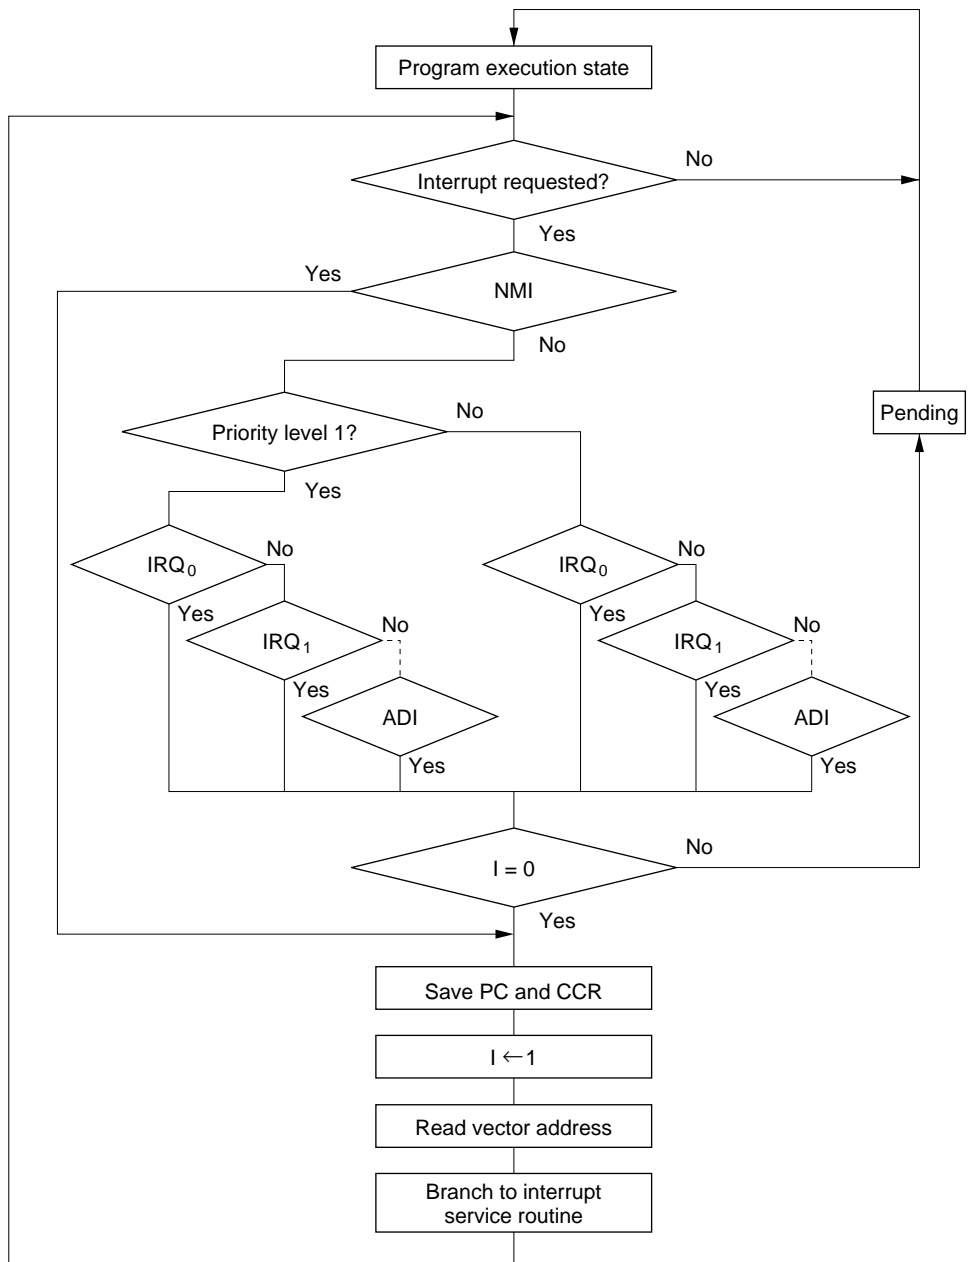 Program execution state
No
Interrupt requested?
Yes
Yes
NMI
No
Pending
No
Priority level 1?
Yes
No
IRQ0
Yes
No
IRQ0
Yes
No
IRQ1
Yes
No
IRQ1
Yes
ADI
Yes
ADI
Yes
No
I = 0
Yes
Save PC and CCR
I ←1
Read vector address
Branch to interrupt
service routine